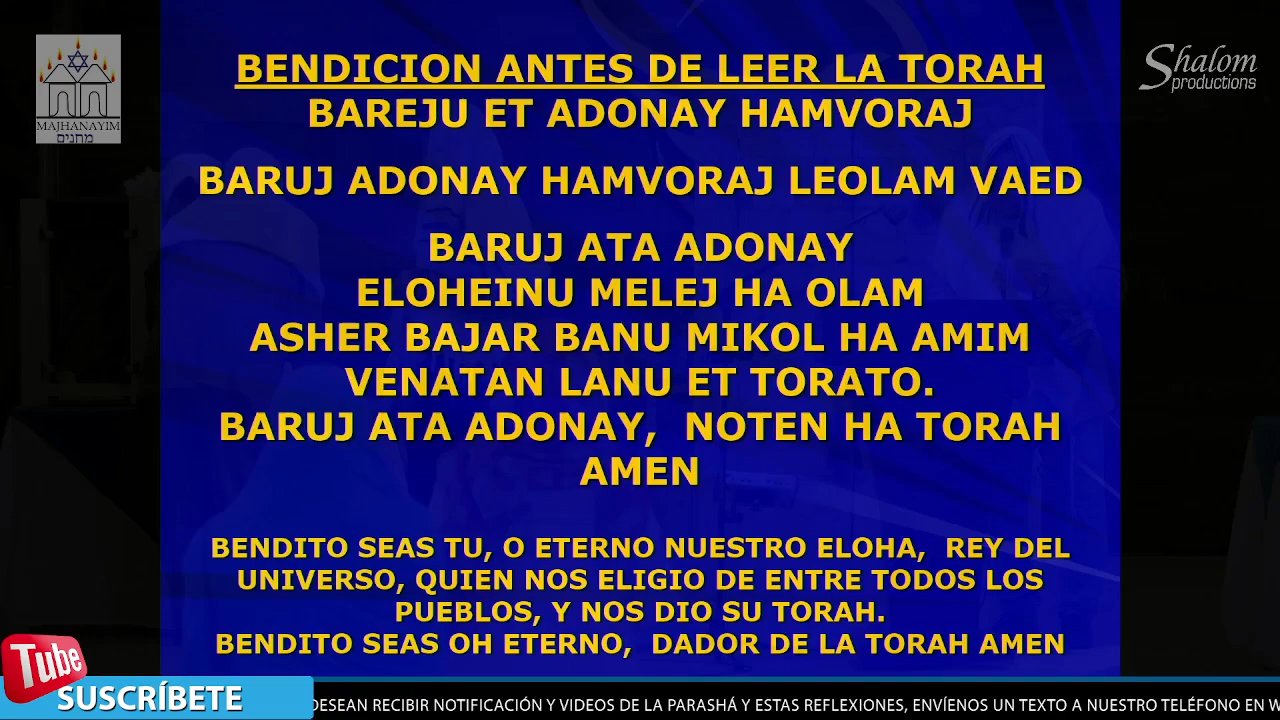 MAJHANAYIM
מחנים
Shalom
productions
BENDICION ANTES DE LEER LA TORAH
BAREJU ET ADONAY HAMVORAJ
BARUJ ADONAY HAMVORAJ LEOLAM VAED
BARUJ ATA ADONAY
ELOHEINU MELEJ HA OLAM
ASHER BAJAR BANU MIKOL HA AMIM
VENATAN LANU ET TORATO.
BARUJ ATA ADONAY, NOTEN HA TORAH
AMEN
BENDITO SEAS TU, O ETERNO NUESTRO ELOHA, REY DEL
UNIVERSO, QUIEN NOS ELIGIO DE ENTRE TODOS LOS
PUEBLOS, Y NOS DIO SU TORAH.
BENDITO SEAS OH ETERNO, DADOR DE LA TORAH AMEN
Tube
SUSCRÍBETE
DESEAN RECIBIR NOTIFICACIÓN Y VIDEOS DE LA PARASHÁ Y ESTAS REFLEXIONES, ENVÍENOS UN TEXTO A NUESTRO TELÉFONO EN W